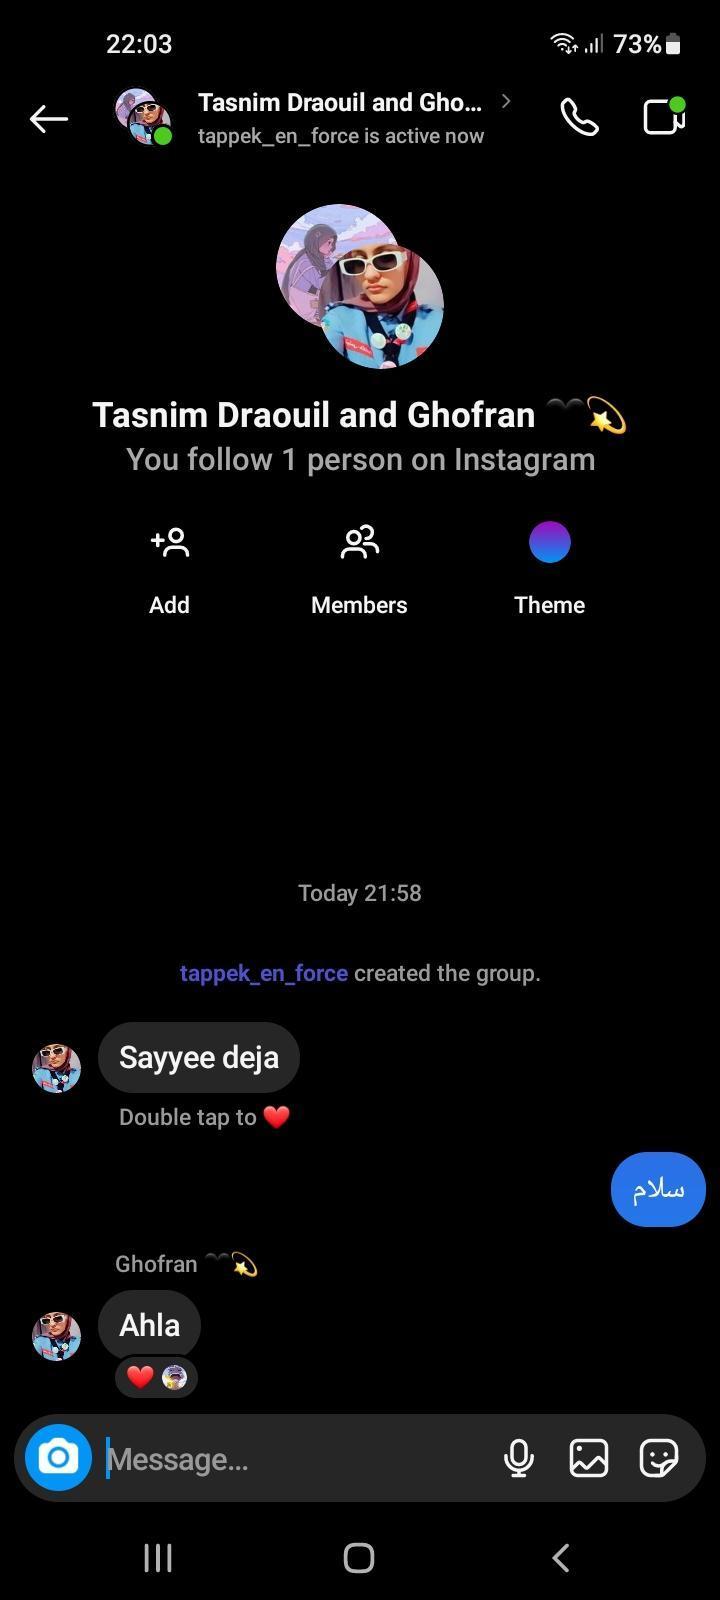 22:03
73%
Tasnim Draouil and Gho...
tappek_en_force is active now
Tasnim Draouil and Ghofran 🖤💫
You follow 1 person on Instagram
Add
Members
Theme
Today 21:58
tappek_en_force created the group.
Sayyee deja
Double tap to ❤️
سلام
Ghofran 🖤💫
Ahla
❤️
Message...